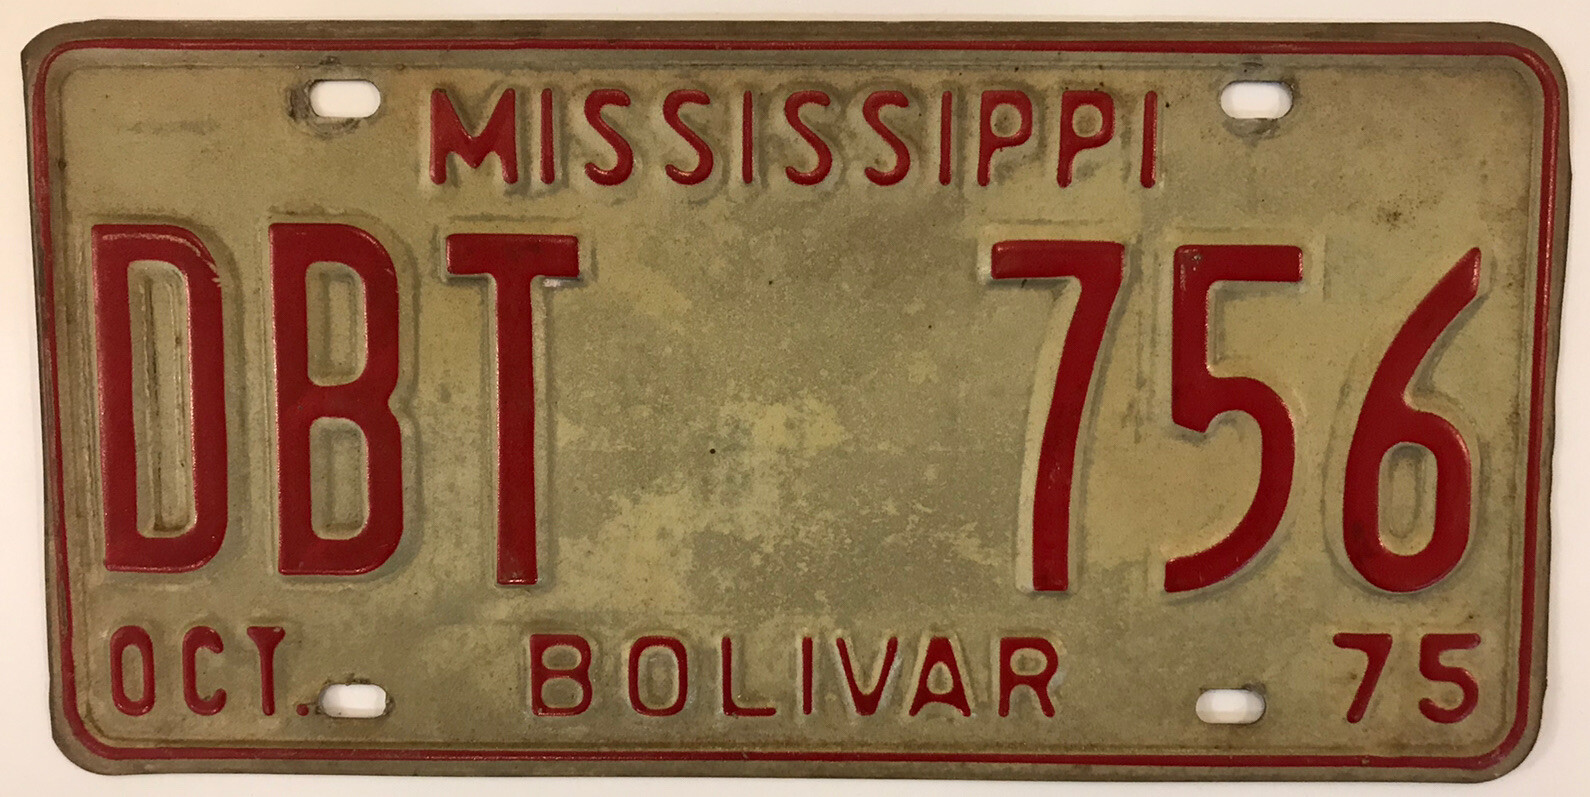 MISSISSIPPI
DBT 756
OCT. BOLIVAR 75